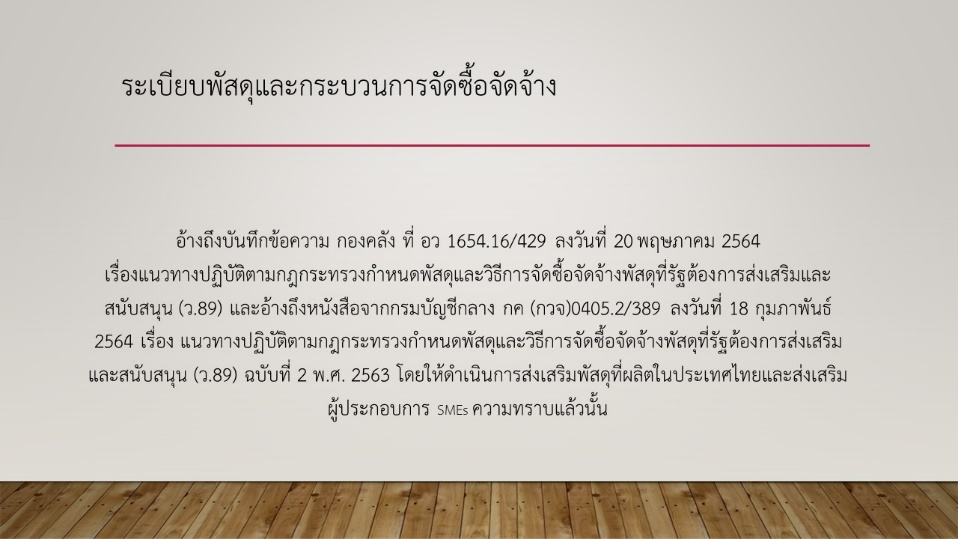 ระเบียบพัสดุและกระบวนการจัดซื้อจัดจ้าง
อ้างถึงบันทึกข้อความ กองคลัง ที่ อว 1654.16/429 ลงวันที่ 20 พฤษภาคม 2564
เรื่องแนวทางปฏิบัติตามกฎกระทรวงกำหนดพัสดุและวิธีการจัดซื้อจัดจ้างพัสดุที่รัฐต้องการส่งเสริมและ
สนับสนุน (ว.89) และอ้างถึงหนังสือจากกรมบัญชีกลาง กค (กวจ)0405.2/389 ลงวันที่ 18 กุมภาพันธ์
2564 เรื่อง แนวทางปฏิบัติตามกฎกระทรวงกำหนดพัสดุและวิธีการจัดซื้อจัดจ้างพัสดุที่รัฐต้องการส่งเสริม
และสนับสนุน (ว.89) ฉบับที่ 2 พ.ศ. 2563 โดยให้ดำเนินการส่งเสริมพัสดุที่ผลิตในประเทศไทยและส่งเสริม
ผู้ประกอบการ SMEs ความทราบแล้วนั้น